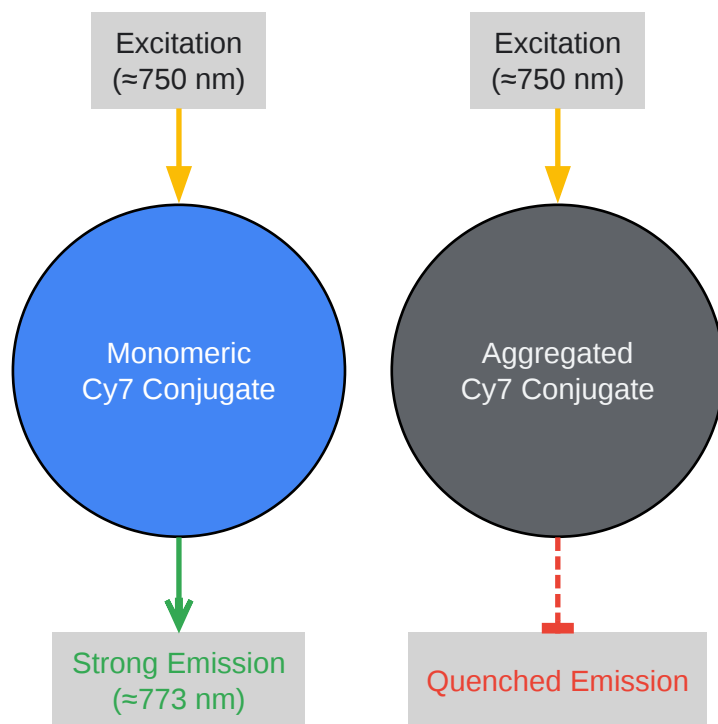 Excitation
(≈750 nm)
Excitation
(≈750 nm)
Monomeric
Cy7 Conjugate
Aggregated
Cy7 Conjugate
Strong Emission
(≈773 nm)
Quenched Emission